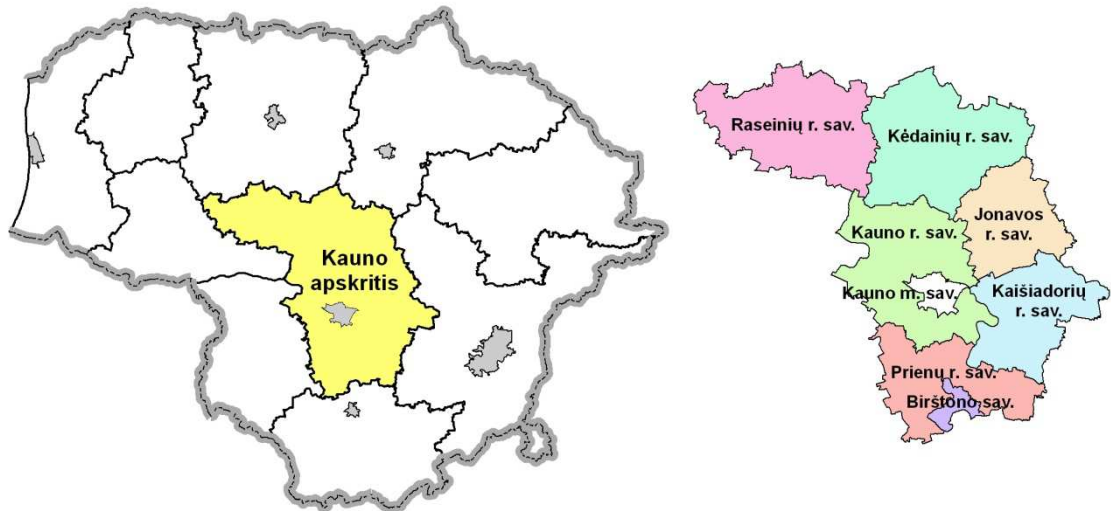 Kauno
apskritis
Raseinių r. sav.
Kėdainių r. sav.
Jonavos
r. sav.
Kauno r. sav.
Kauno m. sav.
Kaišiadorių
r. sav.
Prienų r. sav.
Birštono sav.